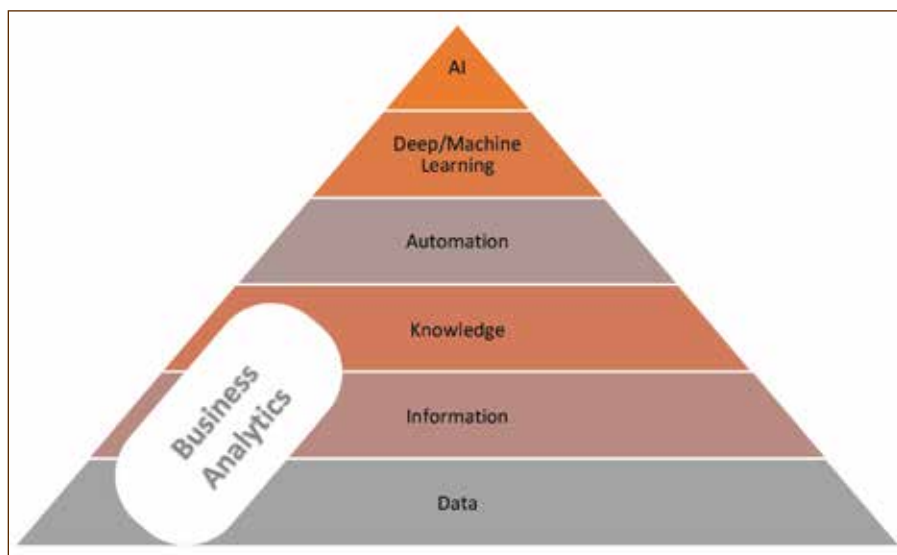 AI
Deep/Machine
Learning
Automation
Knowledge
Business
Analytics
Information
Data